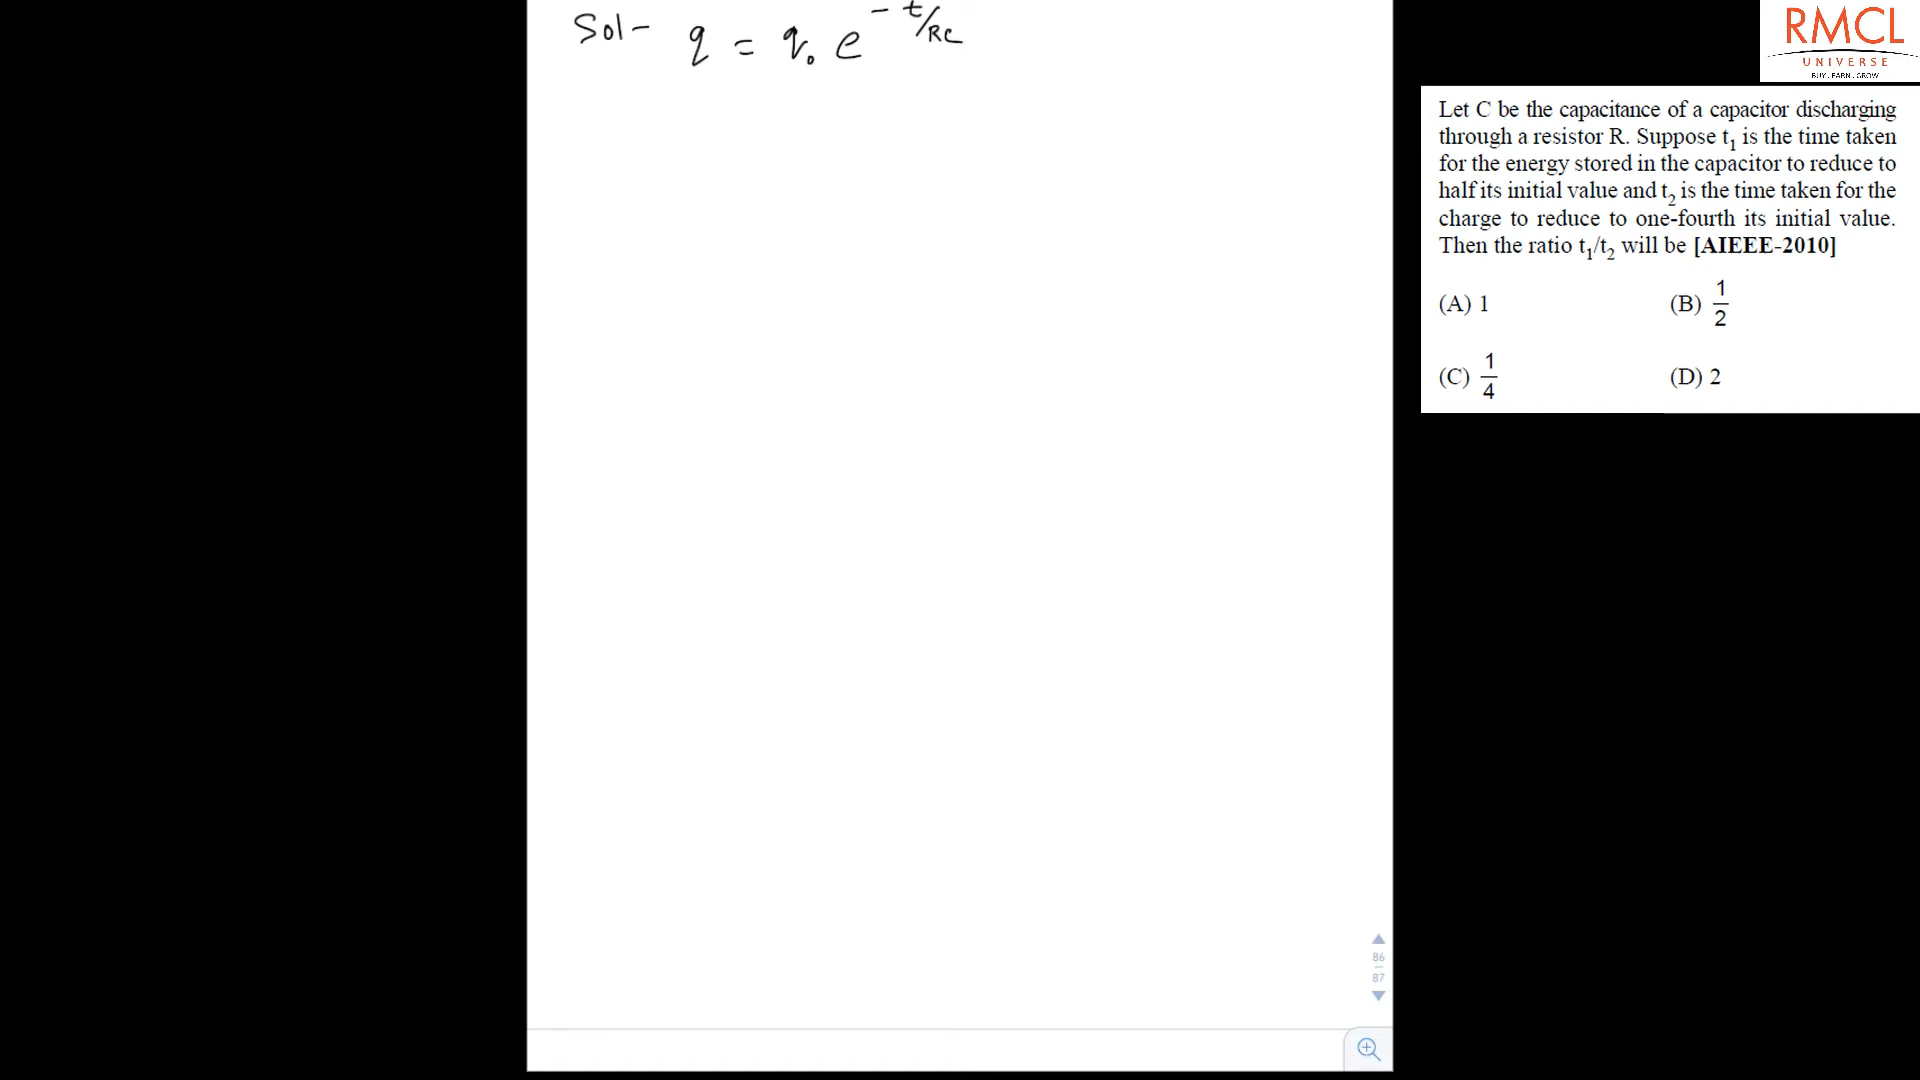 Sol- q = q₀ e^{-t/RC}
RMCL
UNIVERSE
BUY . EARN . GROW
Let C be the capacitance of a capacitor discharging
through a resistor R. Suppose t₁ is the time taken
for the energy stored in the capacitor to reduce to
half its initial value and t₂ is the time taken for the
charge to reduce to one-fourth its initial value.
Then the ratio t₁/t₂ will be [AIEEE-2010]
(A) 1 (B) 1/2
(C) 1/4 (D) 2
86
87